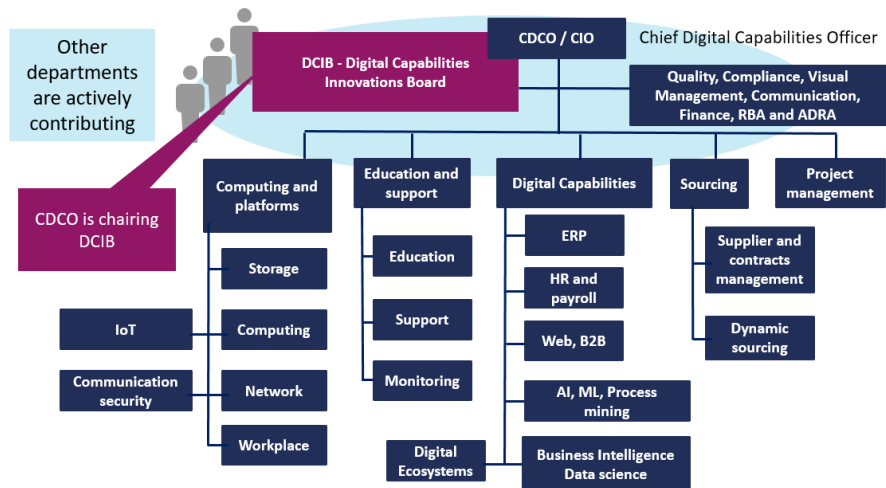 Other
departments
are actively
contributing
DCIB - Digital Capabilities
Innovations Board
CDCO / CIO
Chief Digital Capabilities Officer
Quality, Compliance, Visual
Management, Communication,
Finance, RBA and ADRA
CDCO is chairing
DCIB
Computing and
platforms
Education and
support
Digital Capabilities
Sourcing
Project
management
Storage
IoT
Computing
Communication
security
Network
Workplace
Education
Support
Monitoring
ERP
HR and
payroll
Web, B2B
AI, ML, Process
mining
Digital
Ecosystems
Business Intelligence
Data science
Supplier and
contracts
management
Dynamic
sourcing